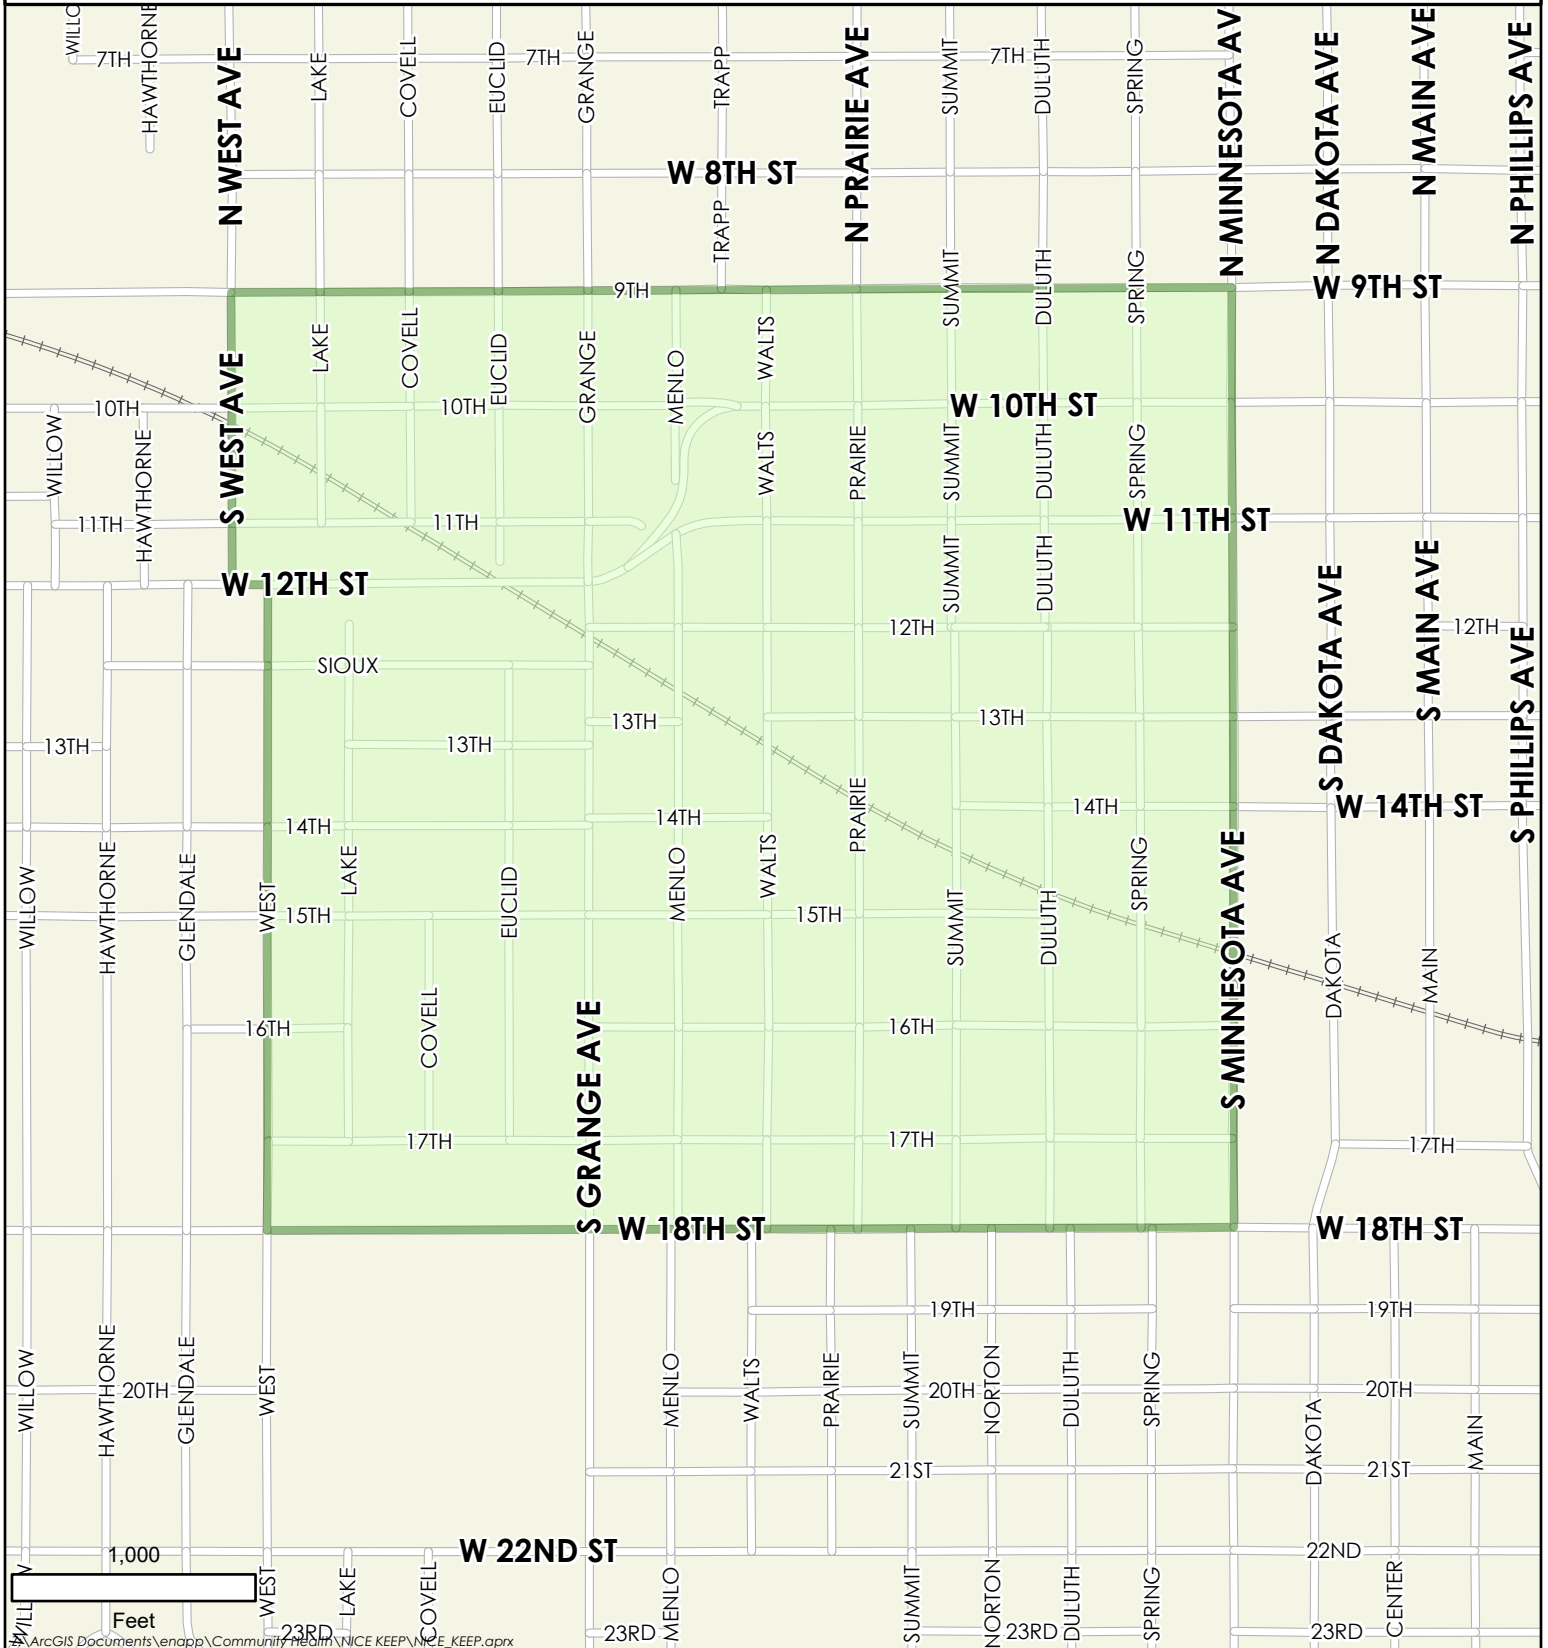 WILLO
HAWTHORNE
N WEST AVE
LAKE
COVELL
EUCLID
GRANGE
TRAPP
N PRAIRIE AVE
SUMMIT
DULUTH
SPRING
N MINNESOTA AV
N DAKOTA AVE
N MAIN AVE
N PHILLIPS AVE
7TH
7TH
7TH
W 8TH ST
TRAPP
SUMMIT
DULUTH
SPRING
9TH
W 9TH ST
S WEST AVE
LAKE
COVELL
EUCLID
GRANGE
MENLO
WALTS
10TH
10TH
W 10TH ST
WILLOW
HAWTHORNE
WALTS
PRAIRIE
SUMMIT
DULUTH
SPRING
11TH
11TH
W 11TH ST
SUMMIT
DULUTH
W 12TH ST
12TH
12TH
S DAKOTA AVE
S MAIN AVE
S PHILLIPS AVE
SIOUX
13TH
13TH
13TH
13TH
14TH
14TH
14TH
W 14TH ST
PRAIRIE
WILLOW
HAWTHORNE
GLENDALE
WEST
LAKE
EUCLID
MENLO
WALTS
SUMMIT
DULUTH
SPRING
S MINNESOTA AVE
15TH
15TH
DAKOTA
MAIN
COVELL
16TH
16TH
S GRANGE AVE
17TH
17TH
17TH
W 18TH ST
W 18TH ST
19TH
19TH
WILLOW
HAWTHORNE
GLENDALE
WEST
MENLO
WALTS
PRAIRIE
SUMMIT
NORTON
DULUTH
SPRING
DAKOTA
MAIN
20TH
20TH
20TH
21ST
21ST
W 22ND ST
22ND
1,000
Feet
WEST
LAKE
COVELL
MENLO
SUMMIT
NORTON
DULUTH
SPRING
CENTER
23RD
23RD
23RD
23RD
\ArcGIS Documents\enapp\Community Health\NICE KEEP\NICE_KEEP.aprx